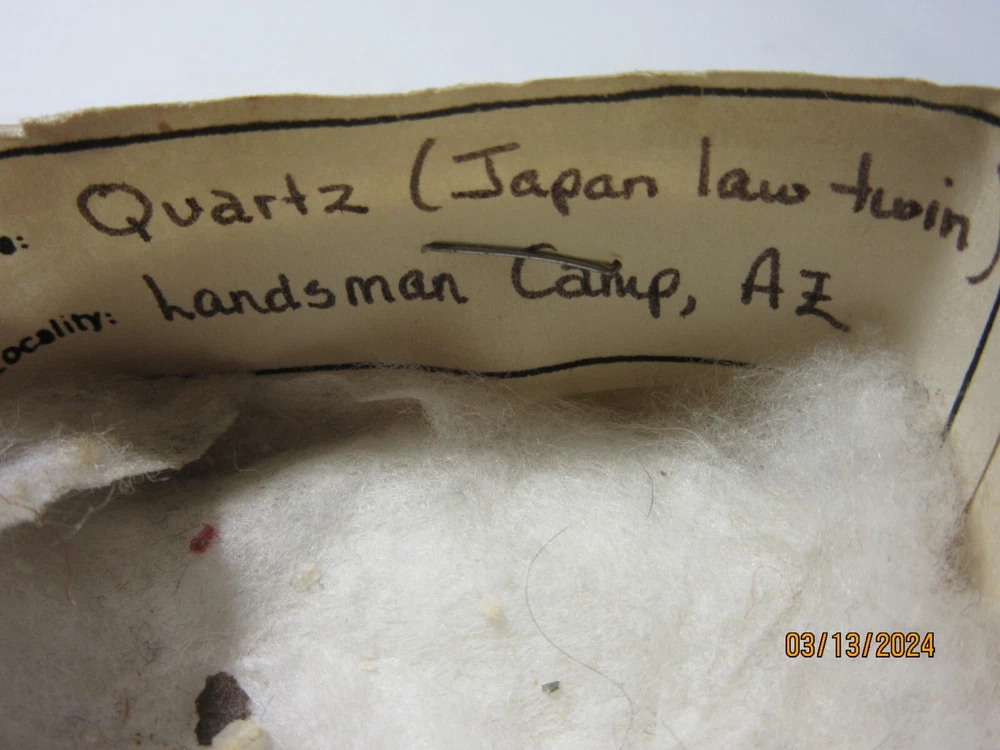 Quartz (Japan law twin)
Locality: Landsman Camp, AZ
03/13/2024